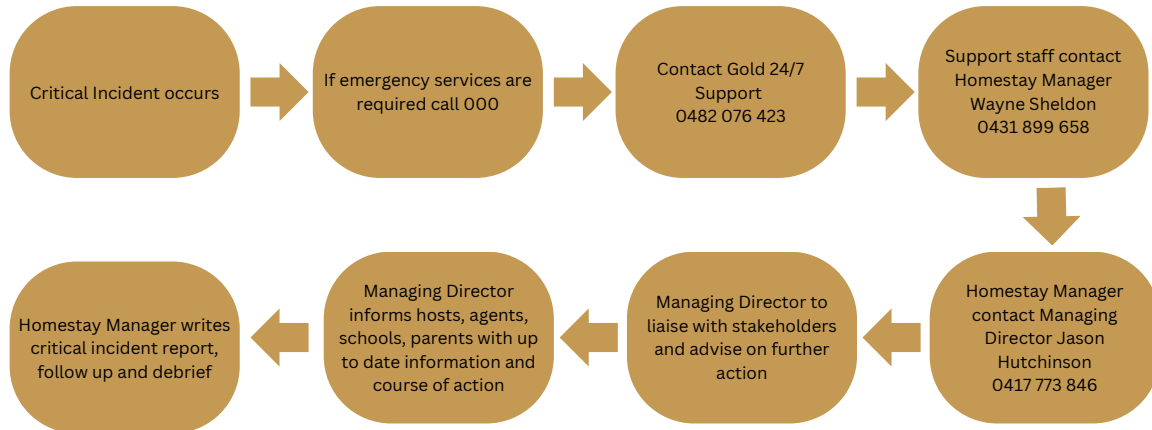 Critical Incident occurs
If emergency services are
required call 000
Contact Gold 24/7
Support
0482 076 423
Support staff contact
Homestay Manager
Wayne Sheldon
0431 899 658
Homestay Manager
contact Managing
Director Jason
Hutchinson
0417 773 846
Managing Director to
liaise with stakeholders
and advise on further
action
Managing Director
informs hosts, agents,
schools, parents with up
to date information and
course of action
Homestay Manager writes
critical incident report,
follow up and debrief